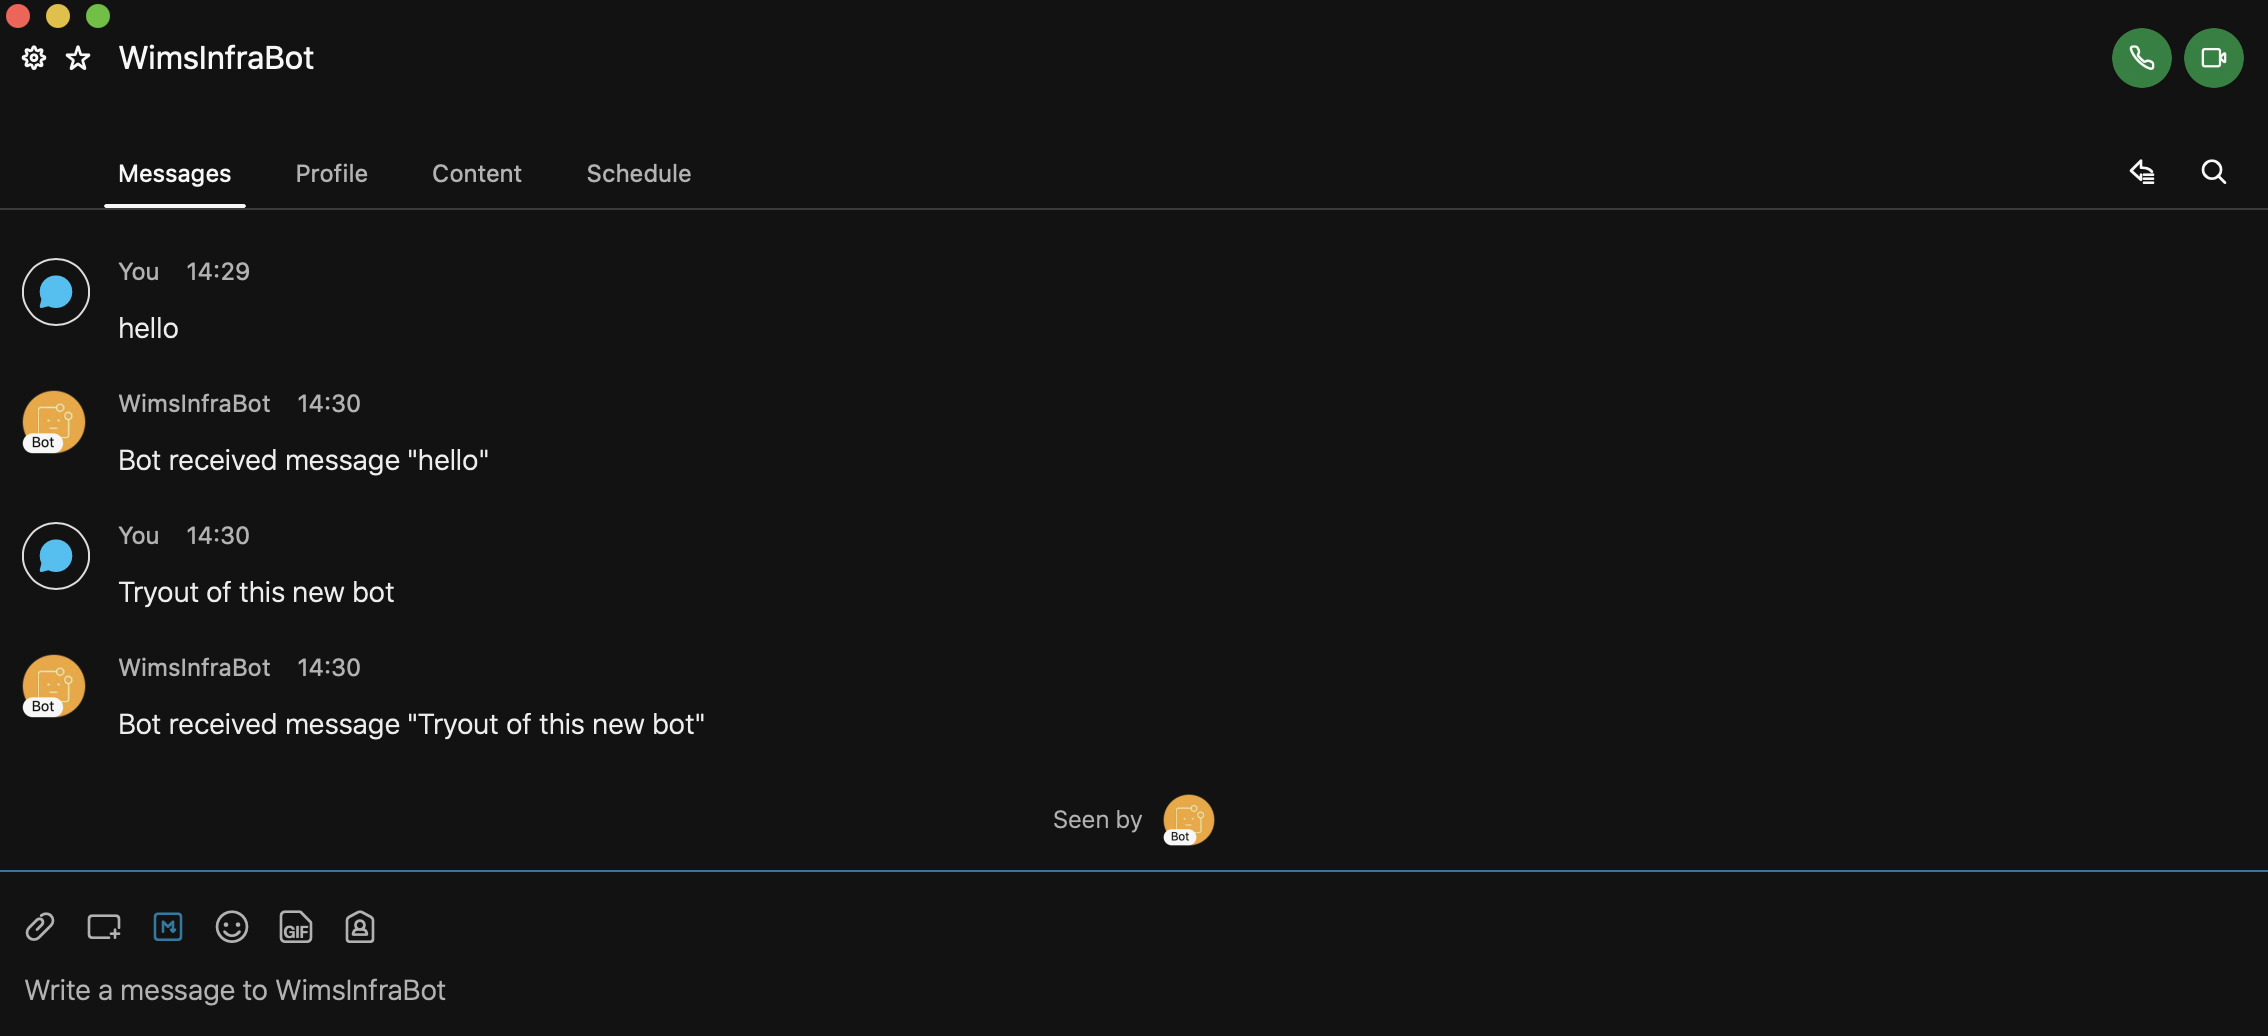 WimsInfraBot
Messages Profile Content Schedule
You 14:29
hello
WimsInfraBot 14:30
Bot
Bot received message "hello"
You 14:30
Tryout of this new bot
WimsInfraBot 14:30
Bot
Bot received message "Tryout of this new bot"
Seen by
Bot
M GIF
Write a message to WimsInfraBot